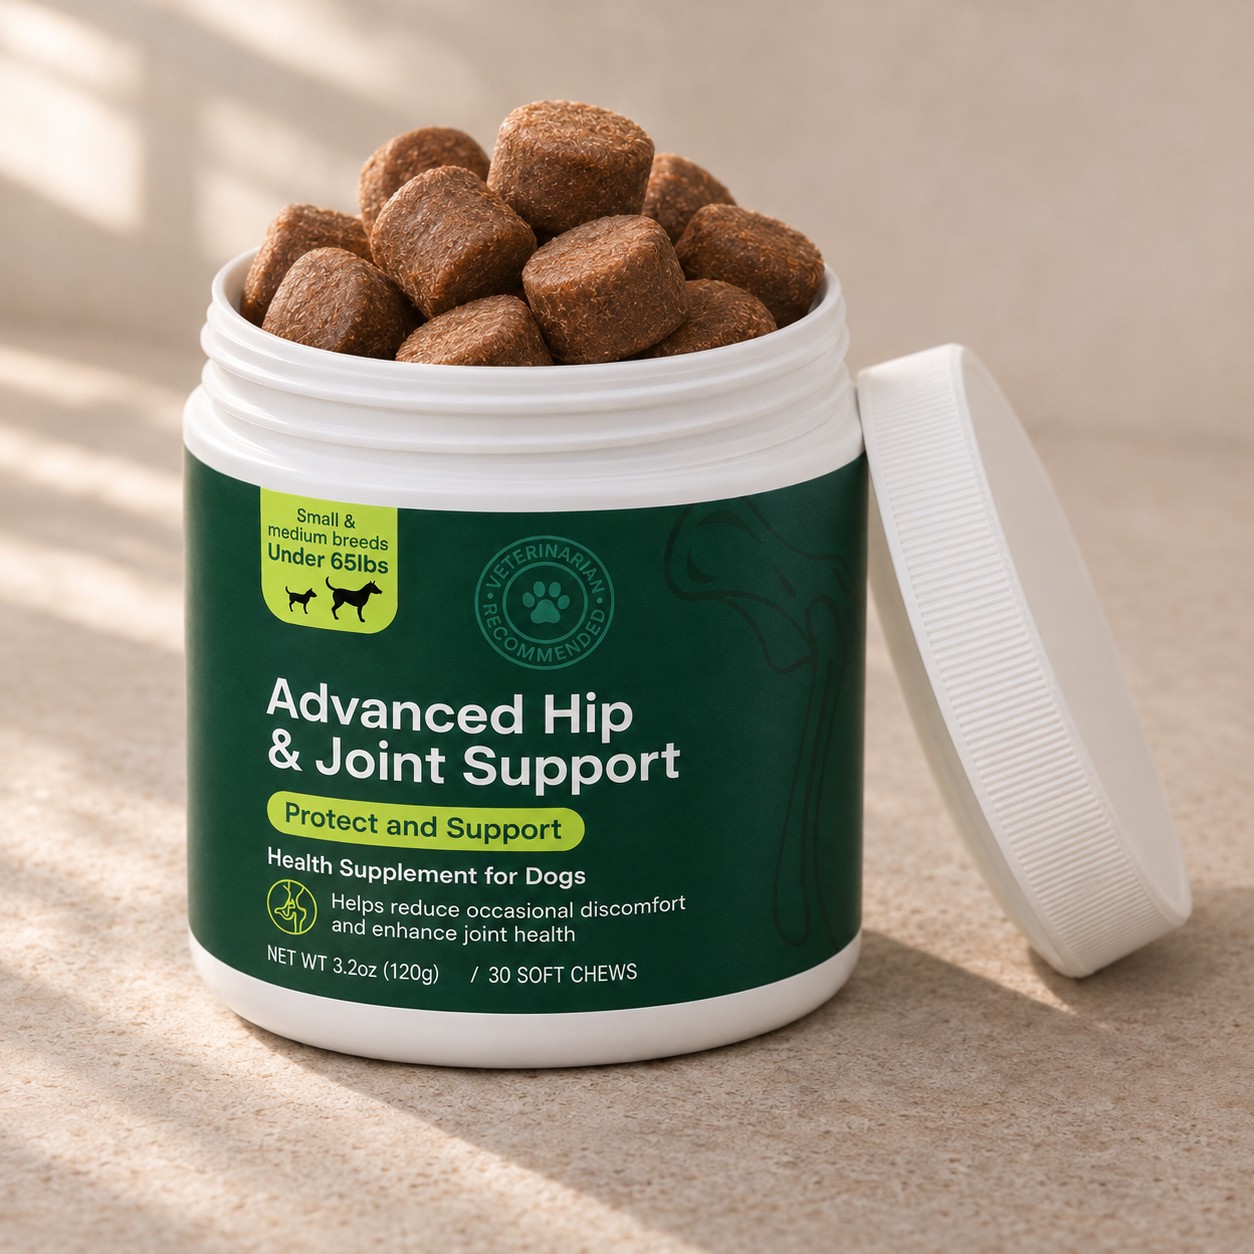 Small &
medium breeds
Under 65lbs
VETERINARIAN
RECOMMENDED
Advanced Hip
& Joint Support
Protect and Support
Health Supplement for Dogs
Helps reduce occasional discomfort
and enhance joint health
NET WT 3.2oz (120g) / 30 SOFT CHEWS